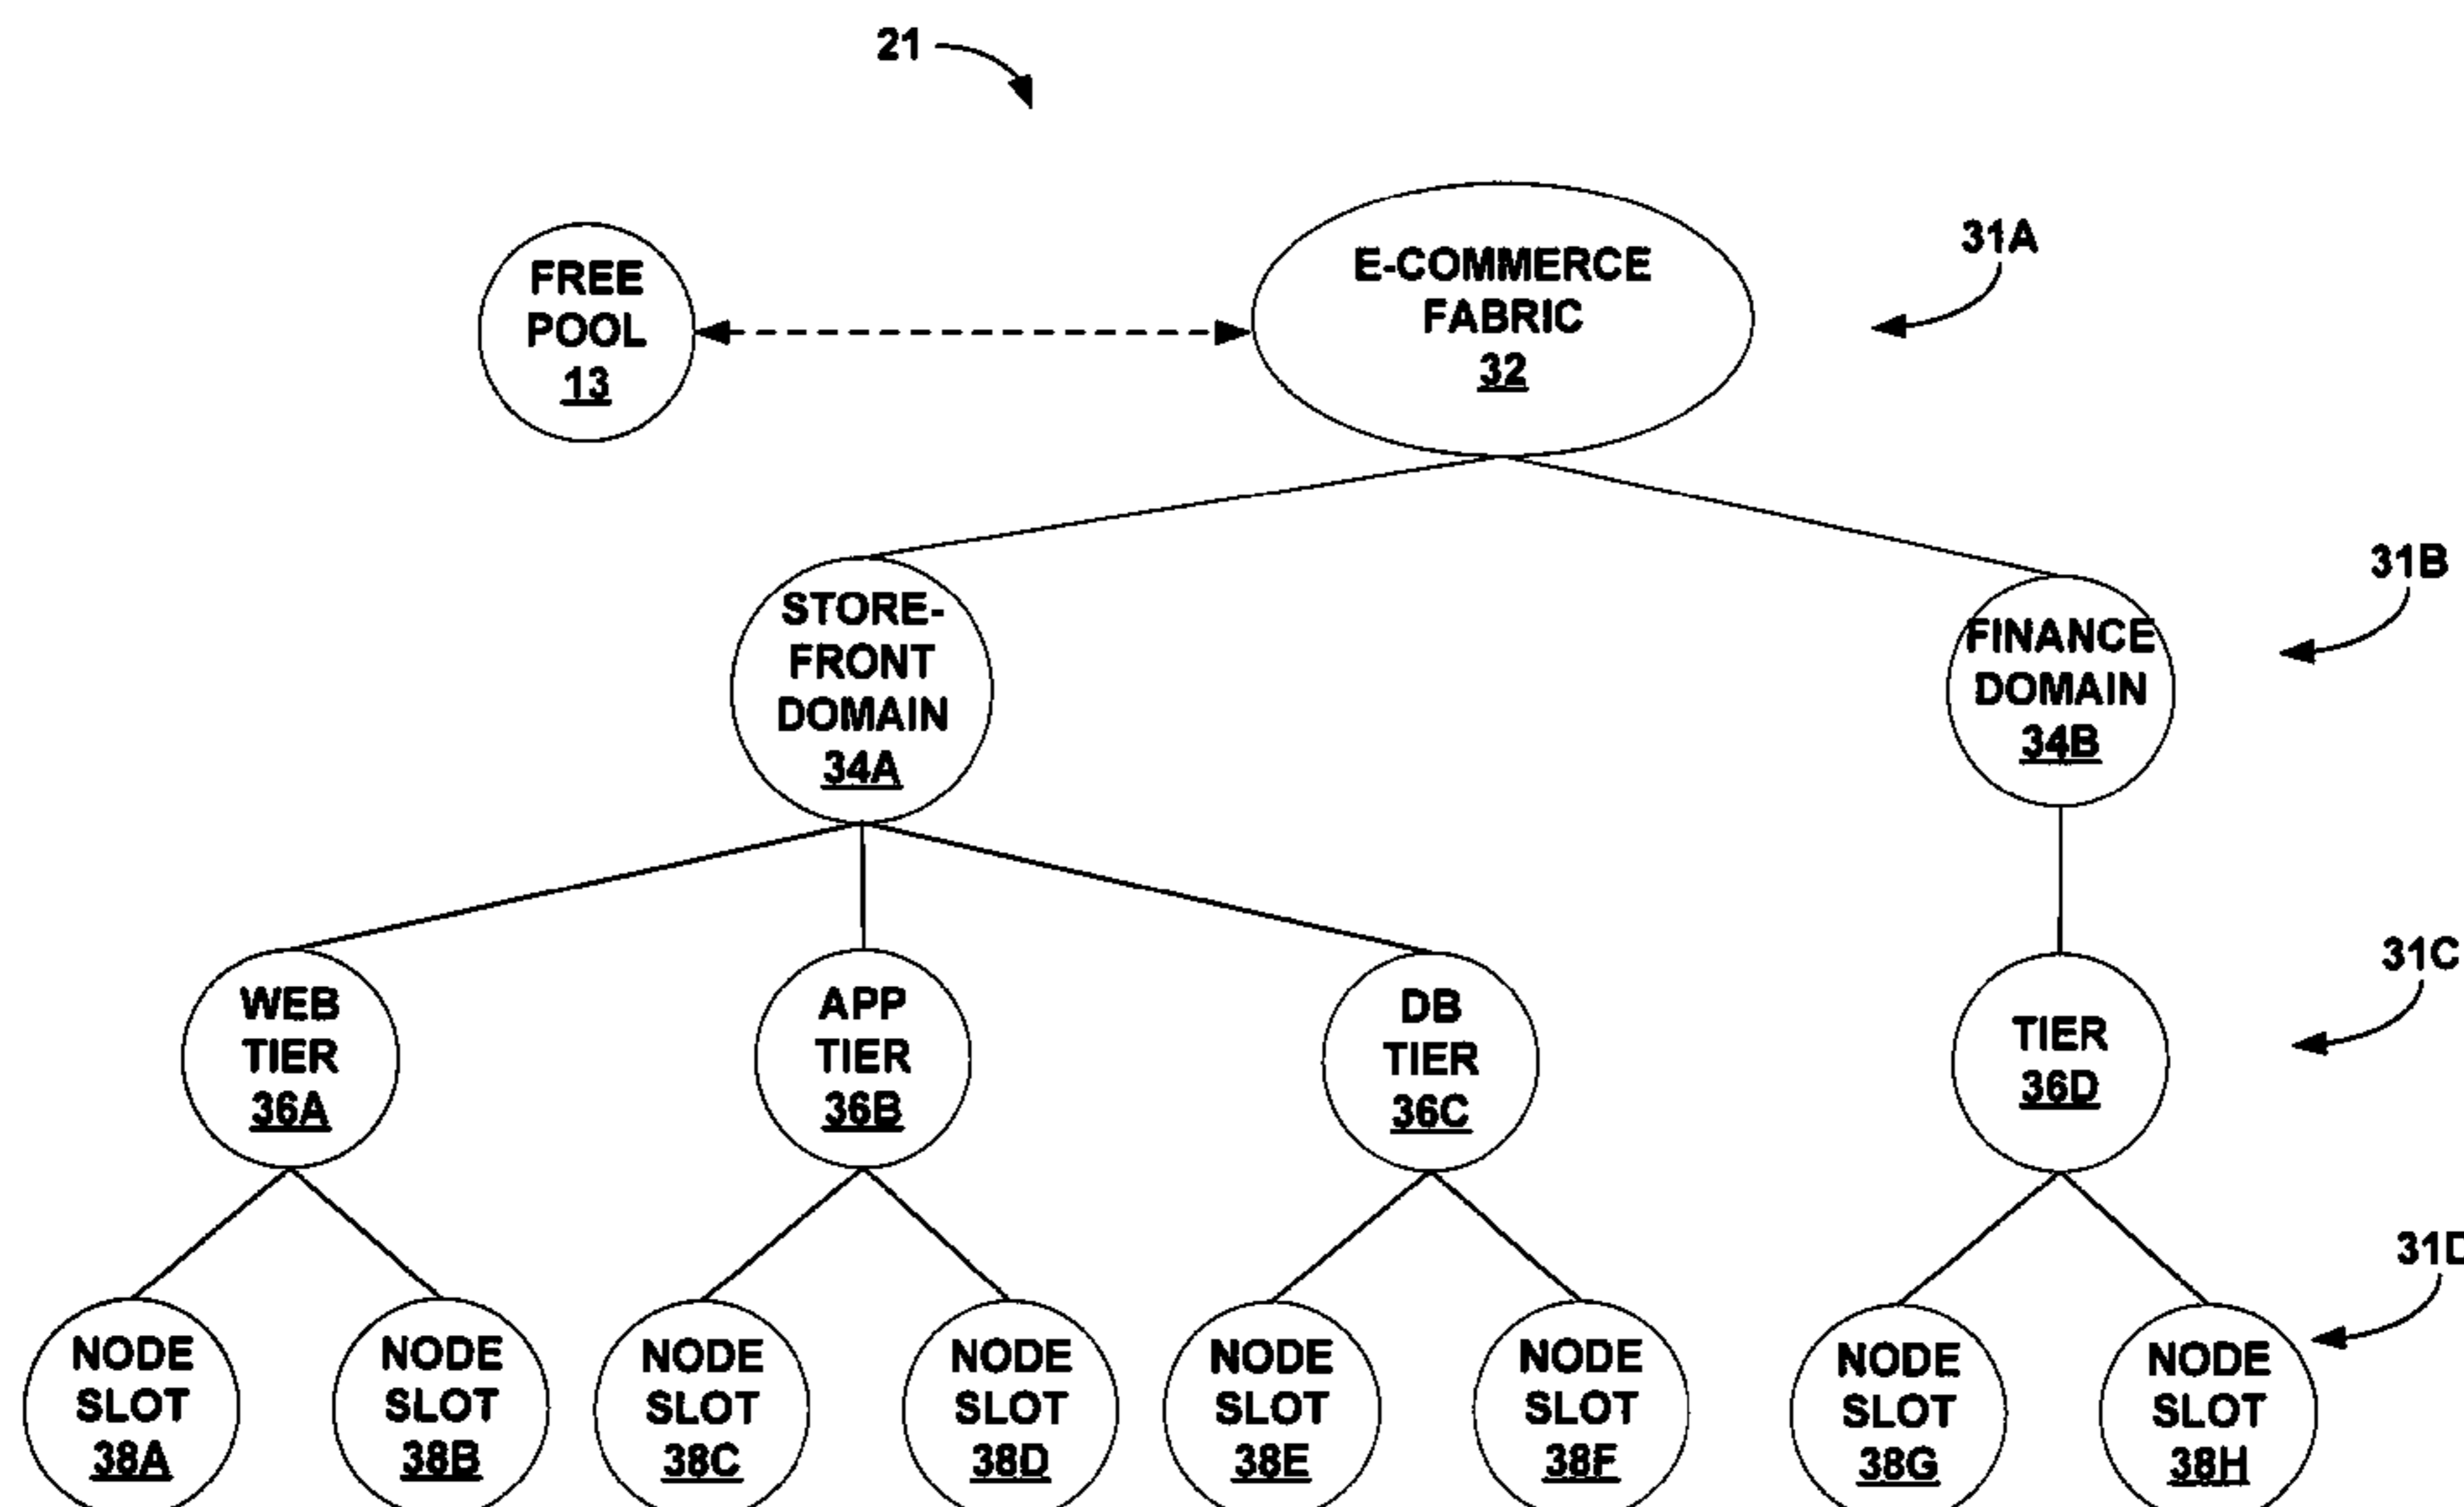 21
FREE
POOL
13
E-COMMERCE
FABRIC
32
31A
STORE-
FRONT
DOMAIN
34A
FINANCE
DOMAIN
34B
31B
WEB
TIER
36A
APP
TIER
36B
DB
TIER
36C
TIER
36D
31C
31D
NODE
SLOT
38A
NODE
SLOT
38B
NODE
SLOT
38C
NODE
SLOT
38D
NODE
SLOT
38E
NODE
SLOT
38F
NODE
SLOT
38G
NODE
SLOT
38H